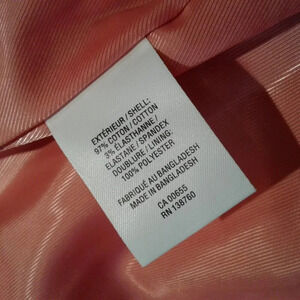 EXTÉRIEUR / SHELL:
97% COTON / COTTON
3% ÉLASTHANNE /
ELASTANE / SPANDEX
DOUBLURE / LINING:
100% POLYESTER
FABRIQUÉ AU BANGLADESH
MADE IN BANGLADESH
CA 00655
RN 138760